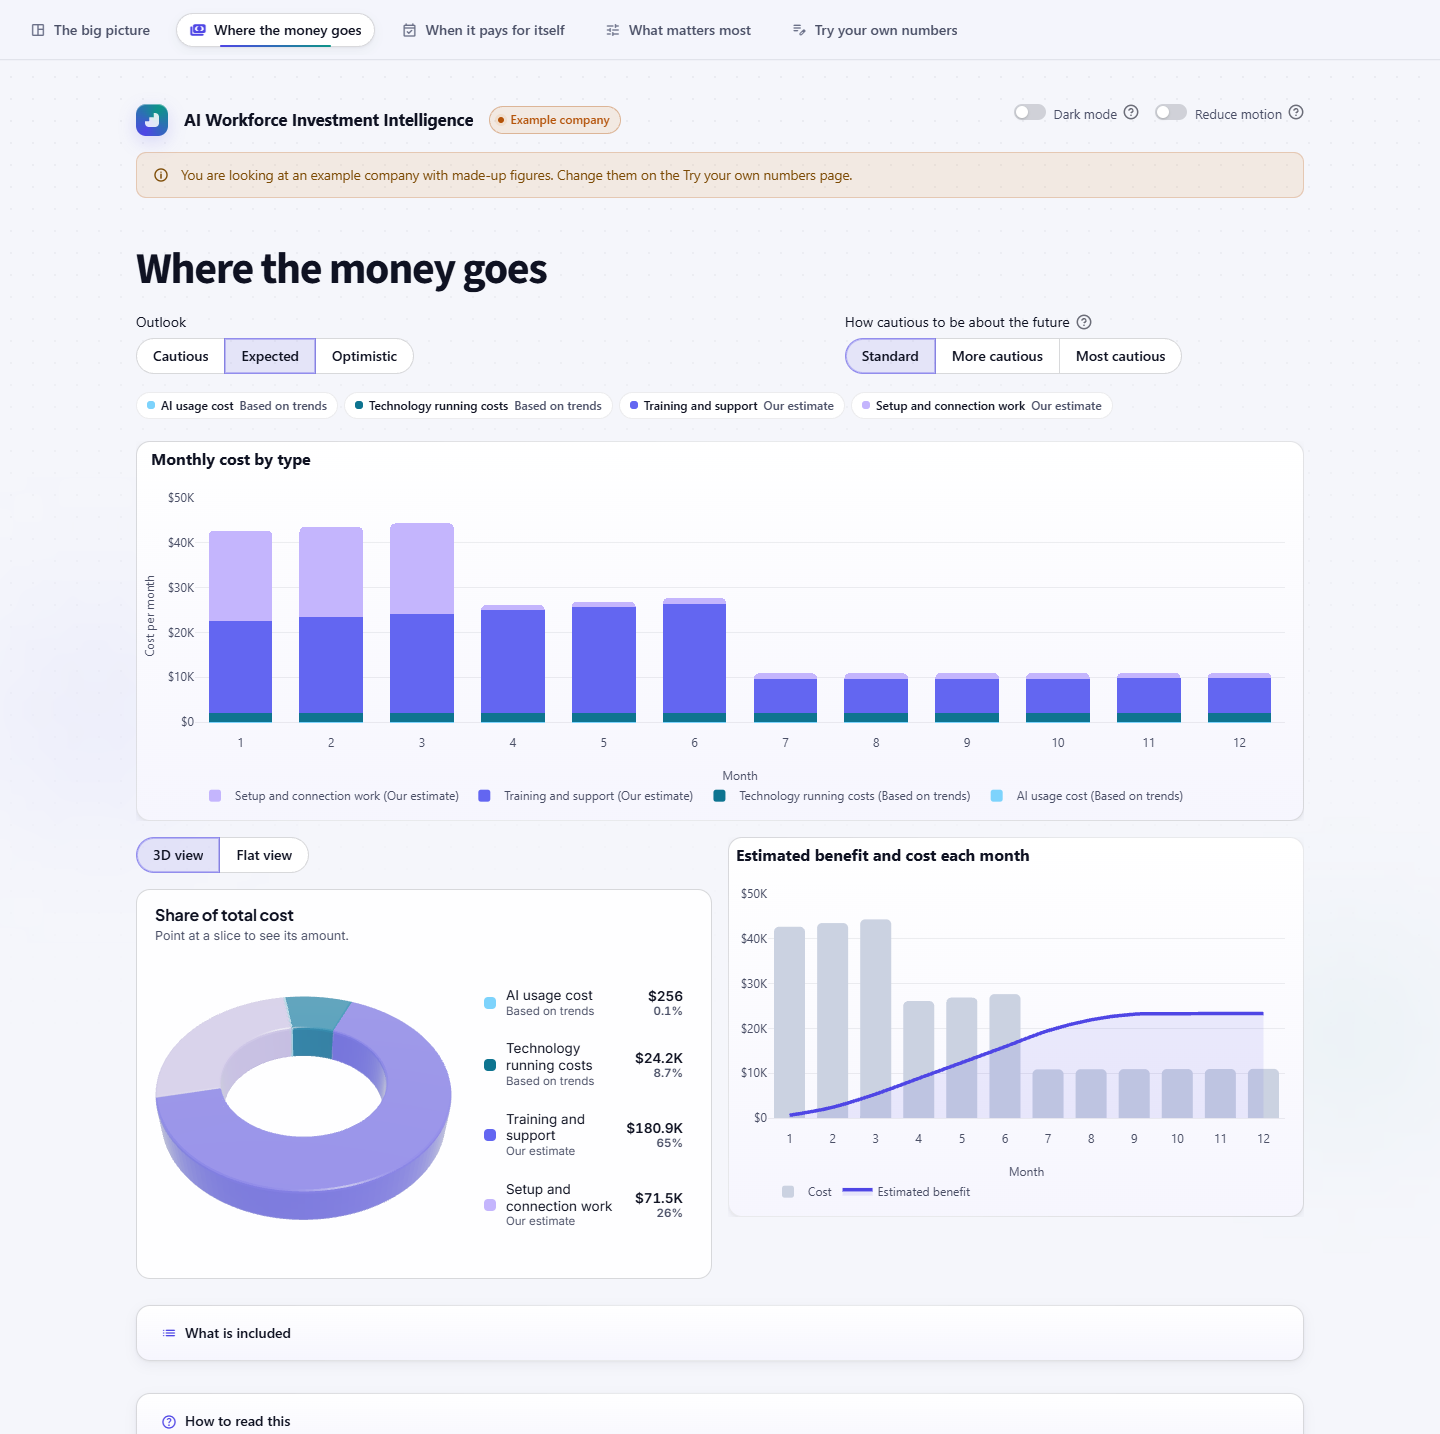 The big picture
Where the money goes
When it pays for itself
What matters most
Try your own numbers
AI Workforce Investment Intelligence
Example company
Dark mode
Reduce motion
You are looking at an example company with made-up figures. Change them on the Try your own numbers page.
Where the money goes
Outlook
Cautious
Expected
Optimistic
How cautious to be about the future
Standard
More cautious
Most cautious
AI usage cost Based on trends
Technology running costs Based on trends
Training and support Our estimate
Setup and connection work Our estimate
Monthly cost by type
Cost per month
$50K
$40K
$30K
$20K
$10K
$0
1 2 3 4 5 6 7 8 9 10 11 12
Month
Setup and connection work (Our estimate)
Training and support (Our estimate)
Technology running costs (Based on trends)
AI usage cost (Based on trends)
3D view
Flat view
Share of total cost
Point at a slice to see its amount.
AI usage cost
Based on trends
$256
0.1%
Technology
running costs
Based on trends
$24.2K
8.7%
Training and
support
Our estimate
$180.9K
65%
Setup and
connection work
Our estimate
$71.5K
26%
Estimated benefit and cost each month
$50K
$40K
$30K
$20K
$10K
$0
1 2 3 4 5 6 7 8 9 10 11 12
Month
Cost
Estimated benefit
What is included
How to read this